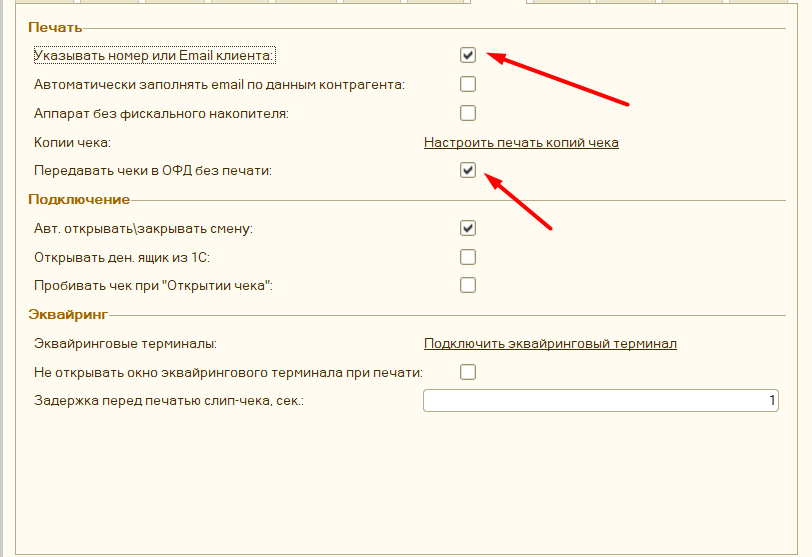 Печать
Указывать номер или Email клиента:
Автоматически заполнять email по данным контрагента:
Аппарат без фискального накопителя:
Копии чека: Настроить печать копий чека
Передавать чеки в ОФД без печати:
Подключение
Авт. открывать\закрывать смену:
Открывать ден. ящик из 1С:
Пробивать чек при "Открытии чека":
Эквайринг
Эквайринговые терминалы: Подключить эквайринговый терминал
Не открывать окно эквайрингового терминала при печати:
Задержка перед печатью слип-чека, сек.: 1